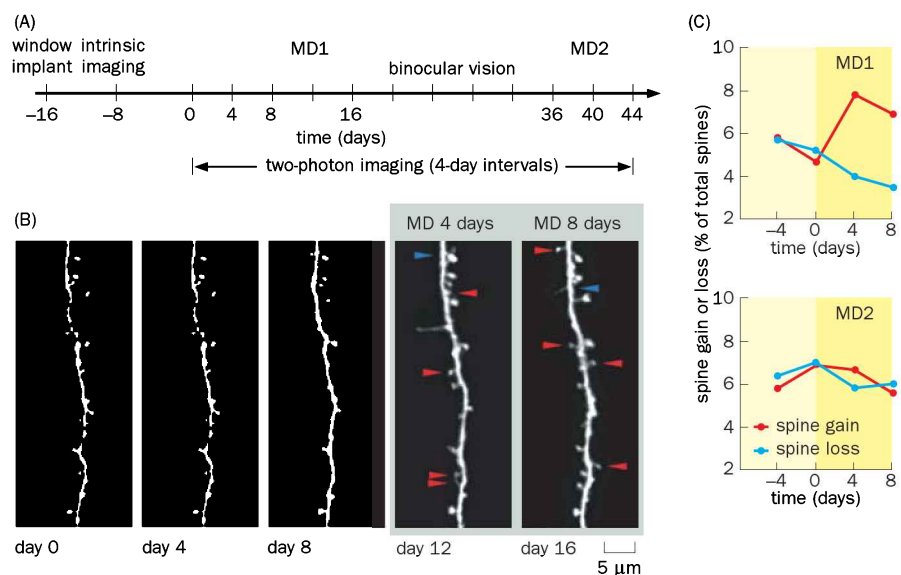 (A)
window intrinsic
implant imaging
MD1
binocular vision
MD2
−16 −8 0 4 8 16 36 40 44
time (days)
two-photon imaging (4-day intervals)
(B)
MD 4 days
MD 8 days
day 0
day 4
day 8
day 12
day 16
5 μm
(C)
spine gain or loss (% of total spines)
MD1
10
8
6
4
2
−4 0 4 8
time (days)
MD2
10
8
6
4
2
spine gain
spine loss
−4 0 4 8
time (days)